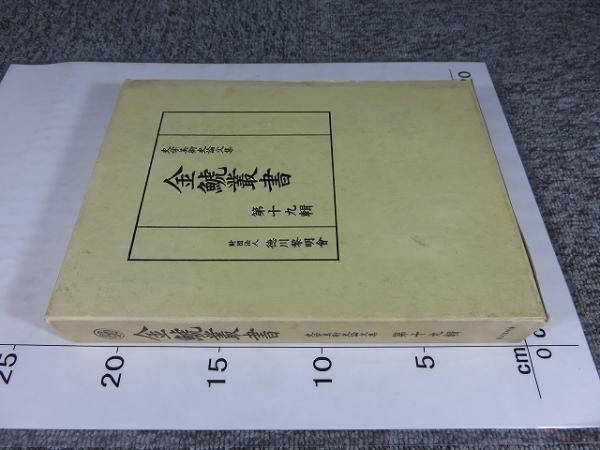 史学美術史論文集
金鯱叢書
第十九輯
財団法人 徳川黎明會
金鯱叢書 史学美術史論文集 第十九輯
25
20
15
10
5
0
cm